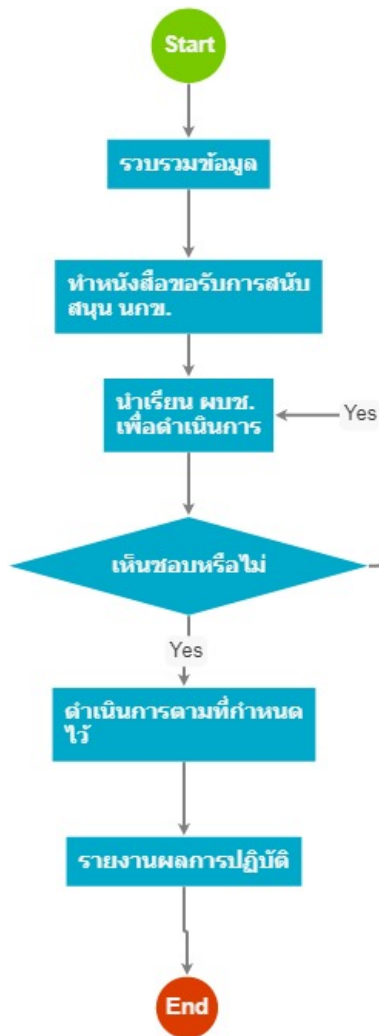 Start
รวบรวมข้อมูล
ทำหนังสือขอรับการสนับ
สนุน นกข.
นำเรียน ผบช.
เพื่อดำเนินการ
Yes
เห็นชอบหรือไม่
Yes
ดำเนินการตามที่กำหนด
ไว้
รายงานผลการปฏิบัติ
End